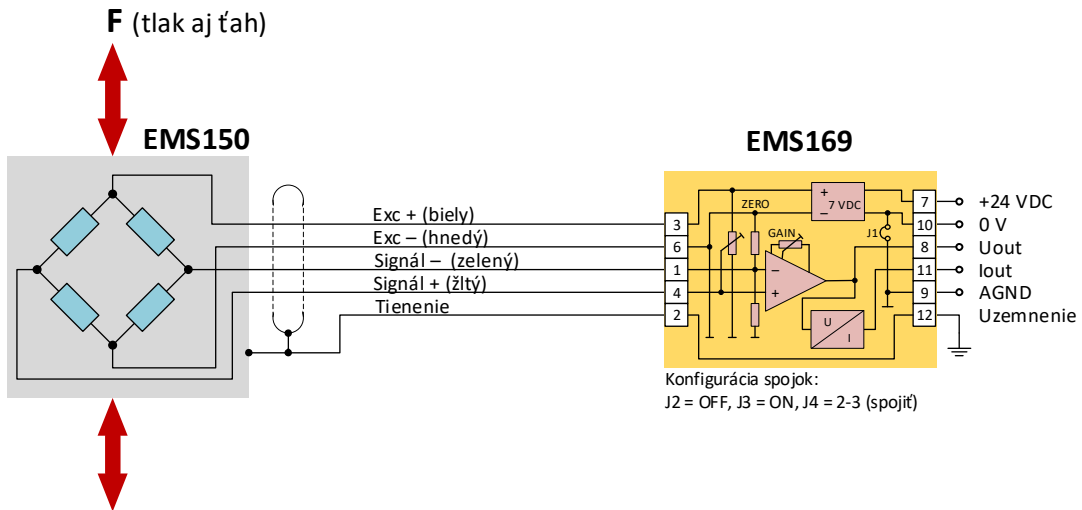 F (tlak aj ťah)
EMS150
EMS169
Exc + (biely)
Exc – (hnedý)
Signál – (zelený)
Signál + (žltý)
Tienenie
3
6
1
4
2
ZERO
GAIN
+
–
7 VDC
J1
–
+
U
I
7
10
8
11
9
12
+24 VDC
0 V
Uout
Iout
AGND
Uzemnenie
Konfigurácia spojok:
J2 = OFF, J3 = ON, J4 = 2-3 (spojiť)